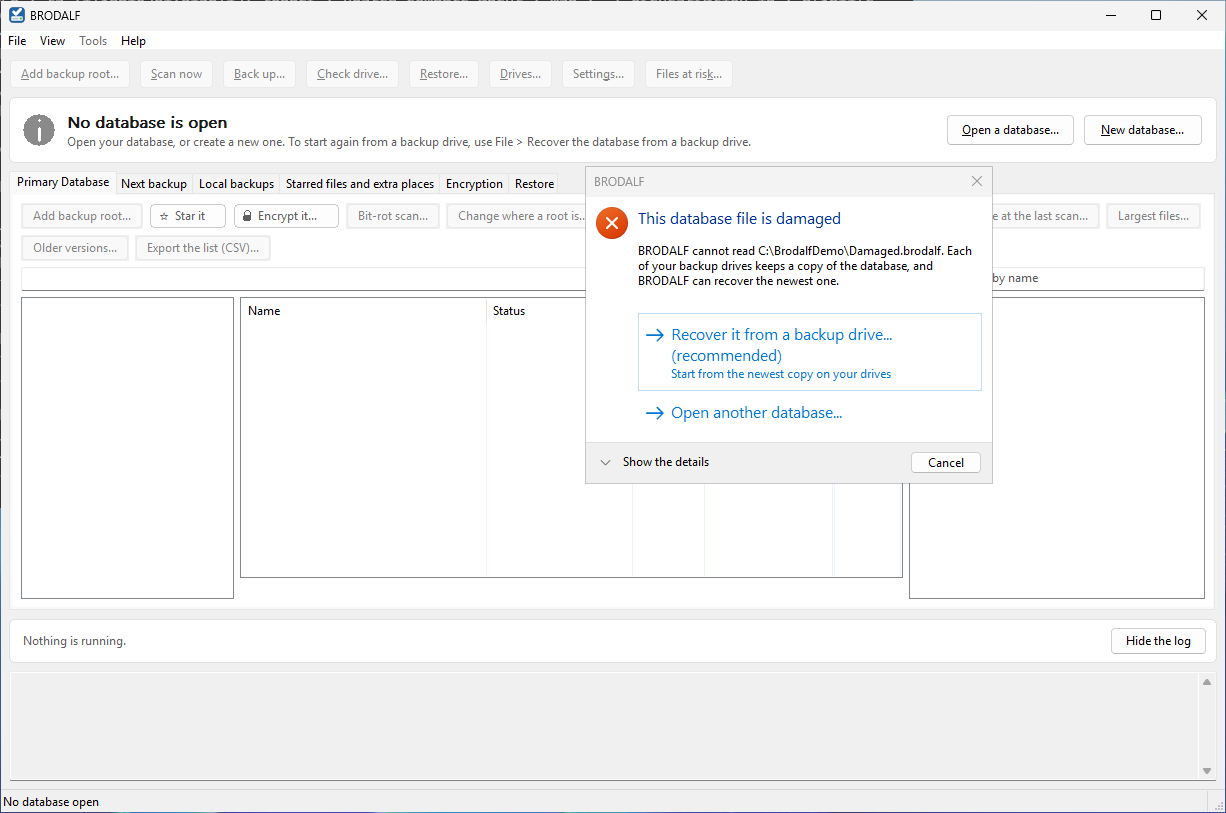 BRODALF
File View Tools Help
Add backup root... Scan now Back up... Check drive... Restore... Drives... Settings... Files at risk...
No database is open
Open your database, or create a new one. To start again from a backup drive, use File > Recover the database from a backup drive.
Open a database... New database...
Primary Database Next backup Local backups Starred files and extra places Encryption Restore
Add backup root... ☆ Star it Encrypt it... Bit-rot scan... Change where a root is... e at the last scan... Largest files...
Older versions... Export the list (CSV)...
by name
Name Status
BRODALF
This database file is damaged
BRODALF cannot read C:\BrodalfDemo\Damaged.brodalf. Each
of your backup drives keeps a copy of the database, and
BRODALF can recover the newest one.
Recover it from a backup drive...
(recommended)
Start from the newest copy on your drives
Open another database...
Show the details Cancel
Nothing is running. Hide the log
No database open